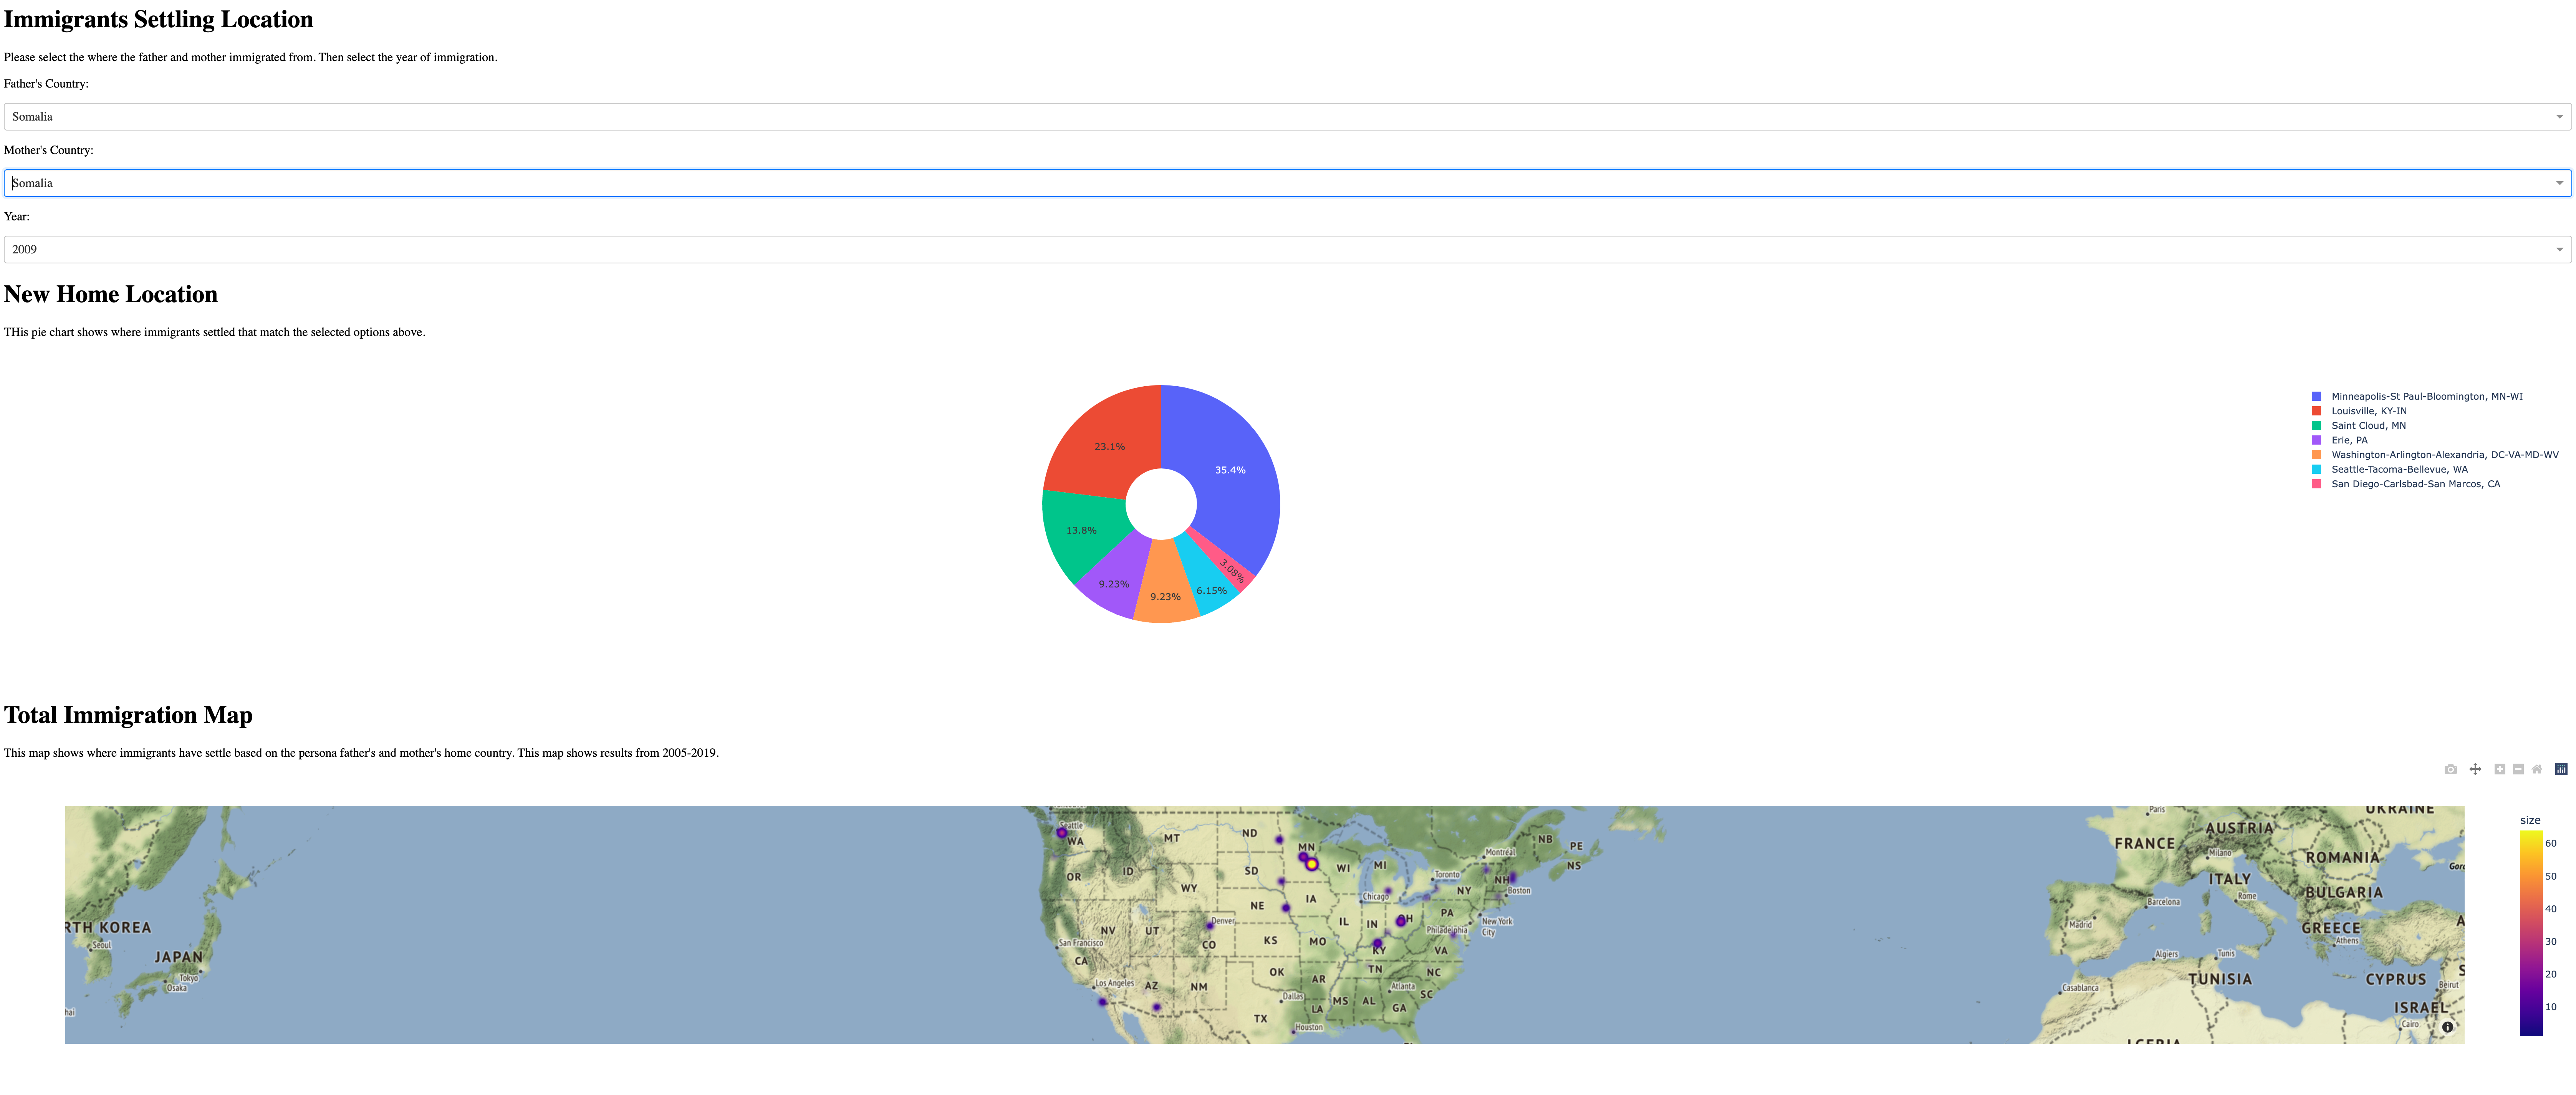 Immigrants Settling Location
Please select the where the father and mother immigrated from. Then select the year of immigration.
Father's Country:
Somalia
Mother's Country:
Somalia
Year:
2009
New Home Location
THis pie chart shows where immigrants settled that match the selected options above.
23.1%
35.4%
13.8%
9.23%
9.23%
6.15%
3.08%
Minneapolis-St Paul-Bloomington, MN-WI
Louisville, KY-IN
Saint Cloud, MN
Erie, PA
Washington-Arlington-Alexandria, DC-VA-MD-WV
Seattle-Tacoma-Bellevue, WA
San Diego-Carlsbad-San Marcos, CA
Total Immigration Map
This map shows where immigrants have settle based on the persona father's and mother's home country. This map shows results from 2005-2019.
RTH KOREA
Seoul
JAPAN
Tokyo
Osaka
hai
Seattle
WA
MT
ND
MN
OR
ID
WY
SD
WI
MI
Toronto
Montréal
NB
PE
NS
NH
Boston
NY
Chicago
IA
NE
NV
UT
Denver
CO
KS
MO
IL
IN
OH
PA
Philadelphia
New York
City
San Francisco
CA
KY
VA
Los Angeles
AZ
NM
OK
AR
TN
NC
Atlanta
SC
Dallas
MS
AL
GA
LA
TX
Houston
Paris
UKRAINE
FRANCE
AUSTRIA
Milano
ROMANIA
Gor
ITALY
Rome
BULGARIA
Barcelona
Madrid
GREECE
Athens
A
Algiers
Tunis
TUNISIA
CYPRUS
S
Casablanca
Beirut
ISRAEL
Cairo
LGERIA
size
60
50
40
30
20
10